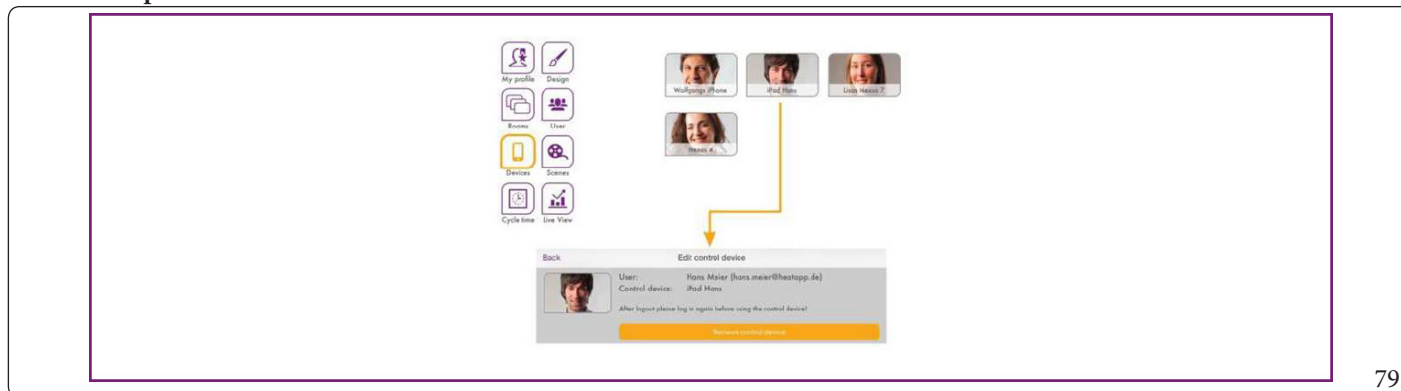 My profile Design
Rooms User
Devices Scenes
Cycle time Live View
Wolfgangs iPhone iPad Hans Lisas Nexus 7
Nexus 4
Back Edit control device
User: Hans Meier (hans.meier@heatapp.de)
Control device: iPad Hans
After logout please log in again before using the control device!
Remove control device
79